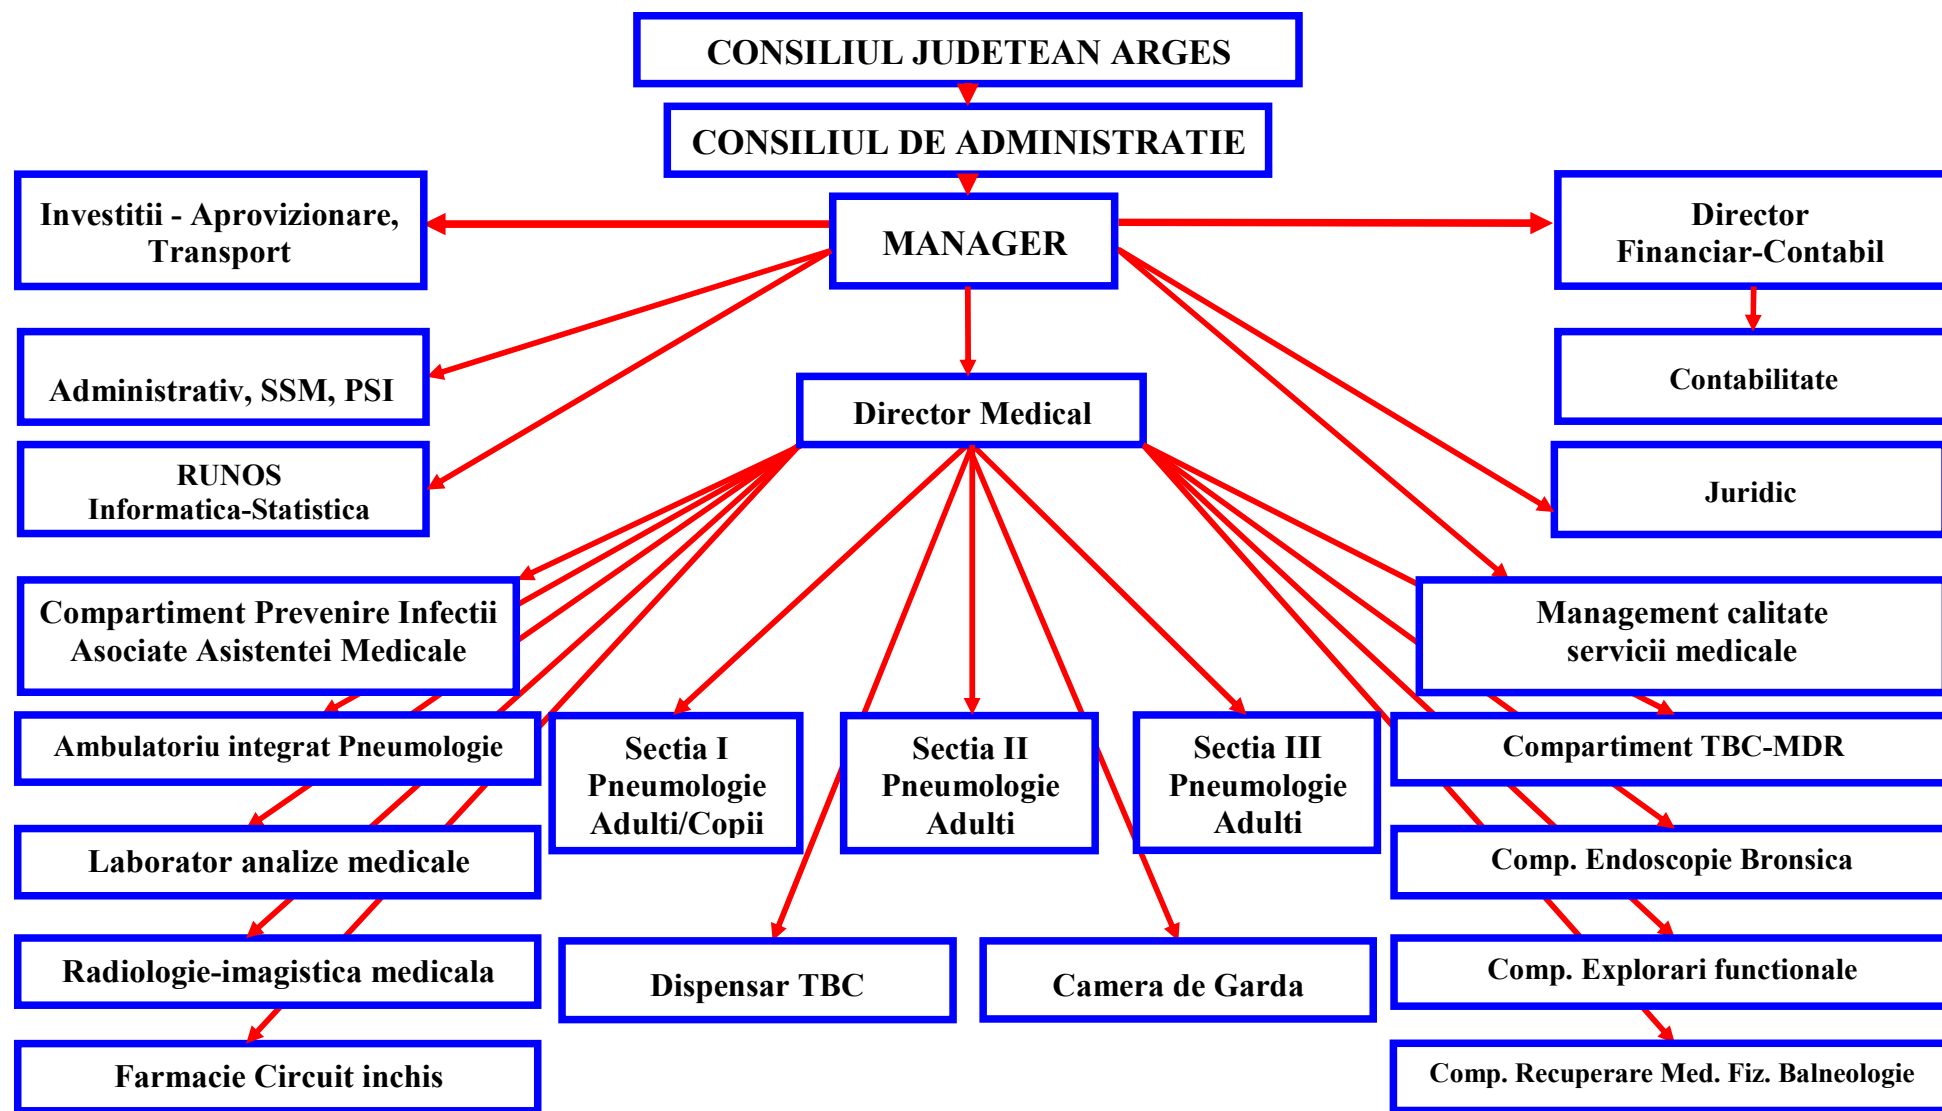 CONSILIUL JUDETEAN ARGES
CONSILIUL DE ADMINISTRATIE
Investitii - Aprovizionare,
Transport
MANAGER
Director
Financiar-Contabil
Administrativ, SSM, PSI
Contabilitate
Director Medical
RUNOS
Informatica-Statistica
Juridic
Compartiment Prevenire Infectii
Asociate Asistentei Medicale
Management calitate
servicii medicale
Ambulatoriu integrat Pneumologie
Sectia I
Pneumologie
Adulti/Copii
Sectia II
Pneumologie
Adulti
Sectia III
Pneumologie
Adulti
Compartiment TBC-MDR
Laborator analize medicale
Comp. Endoscopie Bronsica
Radiologie-imagistica medicala
Dispensar TBC
Camera de Garda
Comp. Explorari functionale
Farmacie Circuit inchis
Comp. Recuperare Med. Fiz. Balneologie